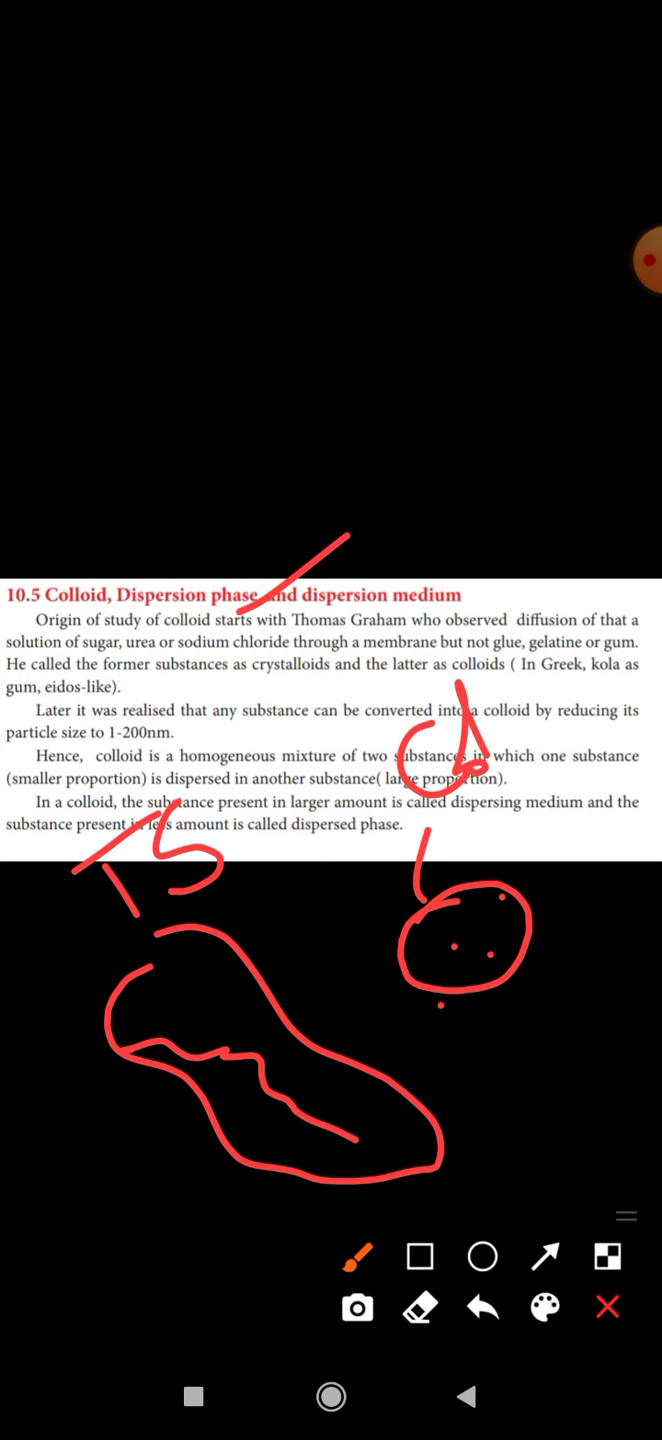 10.5 Colloid, Dispersion phase and dispersion medium
Origin of study of colloid starts with Thomas Graham who observed diffusion of that a
solution of sugar, urea or sodium chloride through a membrane but not glue, gelatine or gum.
He called the former substances as crystalloids and the latter as colloids ( In Greek, kola as
gum, eidos-like).
Later it was realised that any substance can be converted into a colloid by reducing its
particle size to 1-200nm.
Hence, colloid is a homogeneous mixture of two substances in which one substance
(smaller proportion) is dispersed in another substance( large proportion).
In a colloid, the substance present in larger amount is called dispersing medium and the
substance present in less amount is called dispersed phase.